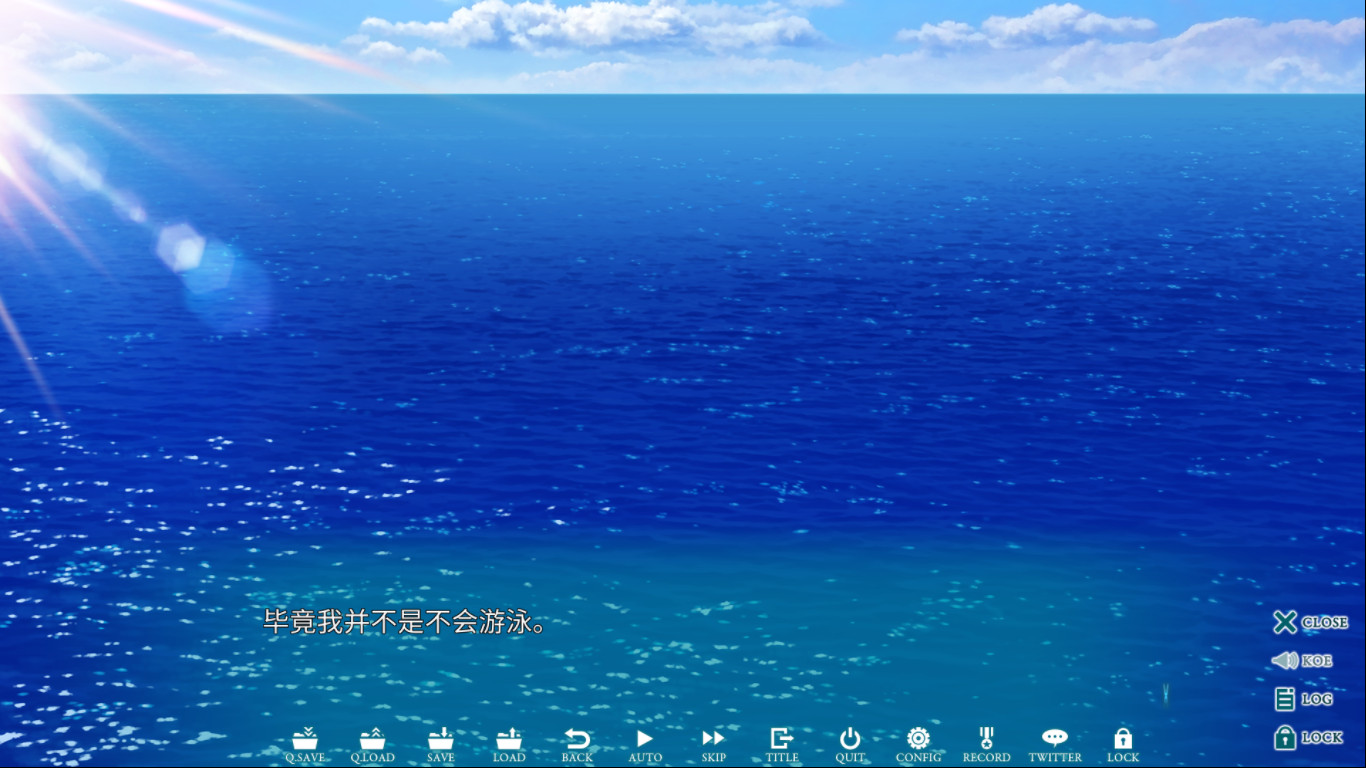 毕竟我并不是不会游泳。
CLOSE
KOE
LOG
LOCK
Q.SAVE Q.LOAD SAVE LOAD BACK AUTO SKIP TITLE QUIT CONFIG RECORD TWITTER LOCK